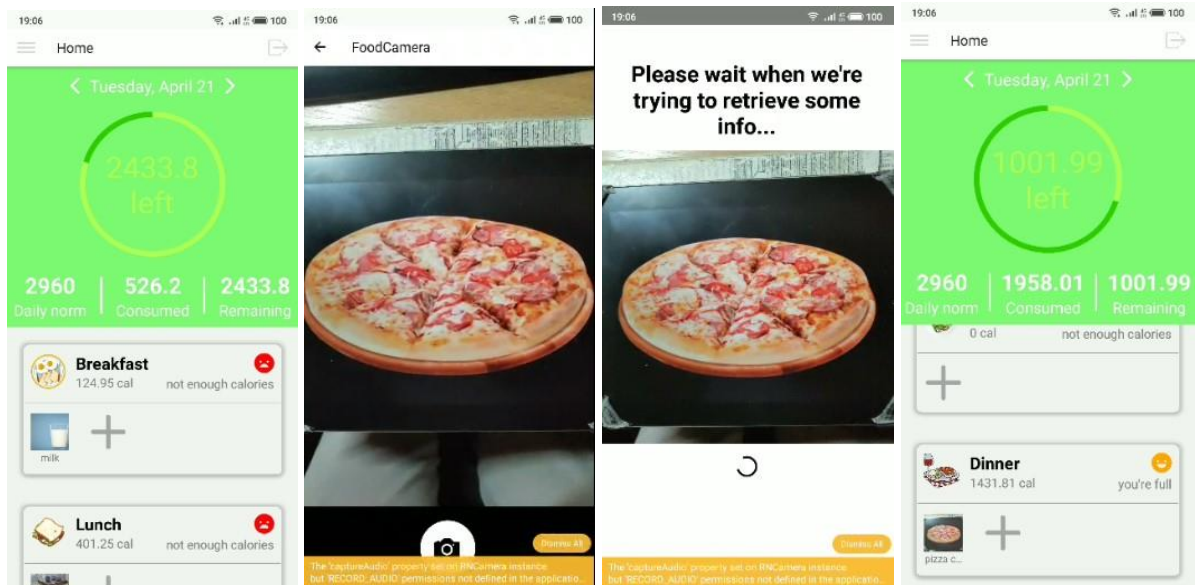 19:06
100
Home
Tuesday, April 21
2433.8
left
2960
526.2
2433.8
Daily norm
Consumed
Remaining
Breakfast
124.95 cal
not enough calories
milk
Lunch
401.25 cal
not enough calories
19:06
100
FoodCamera
Dismiss All
The 'captureAudio' property set on RNCamera instance
but 'RECORD_AUDIO' permissions not defined in the applicatio...
19:06
100
Please wait when we're
trying to retrieve some
info...
Dismiss All
The 'captureAudio' property set on RNCamera instance
but 'RECORD_AUDIO' permissions not defined in the applicatio...
19:06
100
Home
Tuesday, April 21
1001.99
left
2960
1958.01
1001.99
Daily norm
Consumed
Remaining
0 cal
not enough calories
Dinner
1431.81 cal
you're full
pizza c...